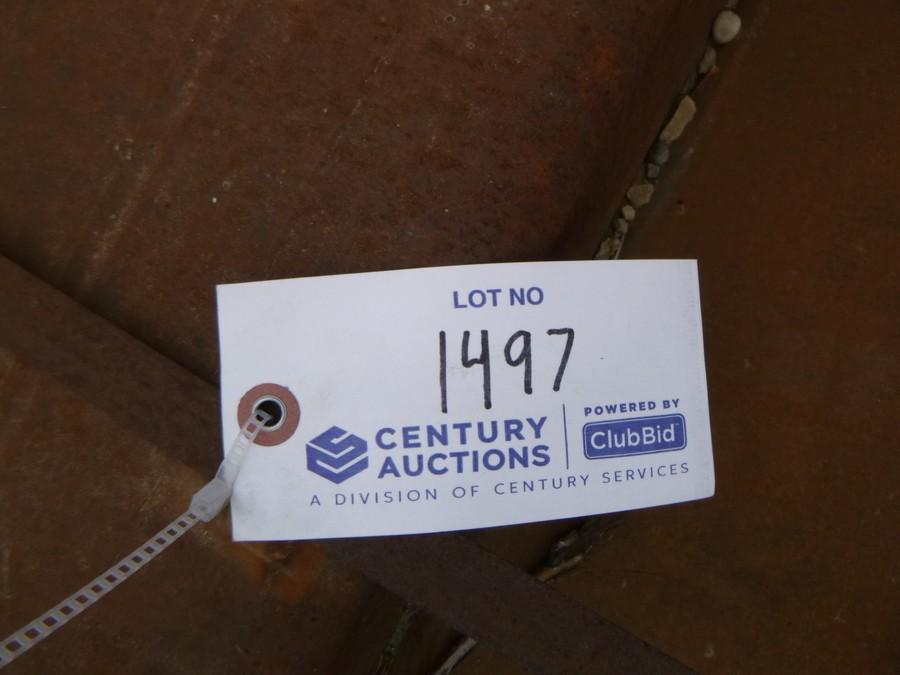 LOT NO
1497
CENTURY
AUCTIONS
POWERED BY
ClubBid
A DIVISION OF CENTURY SERVICES